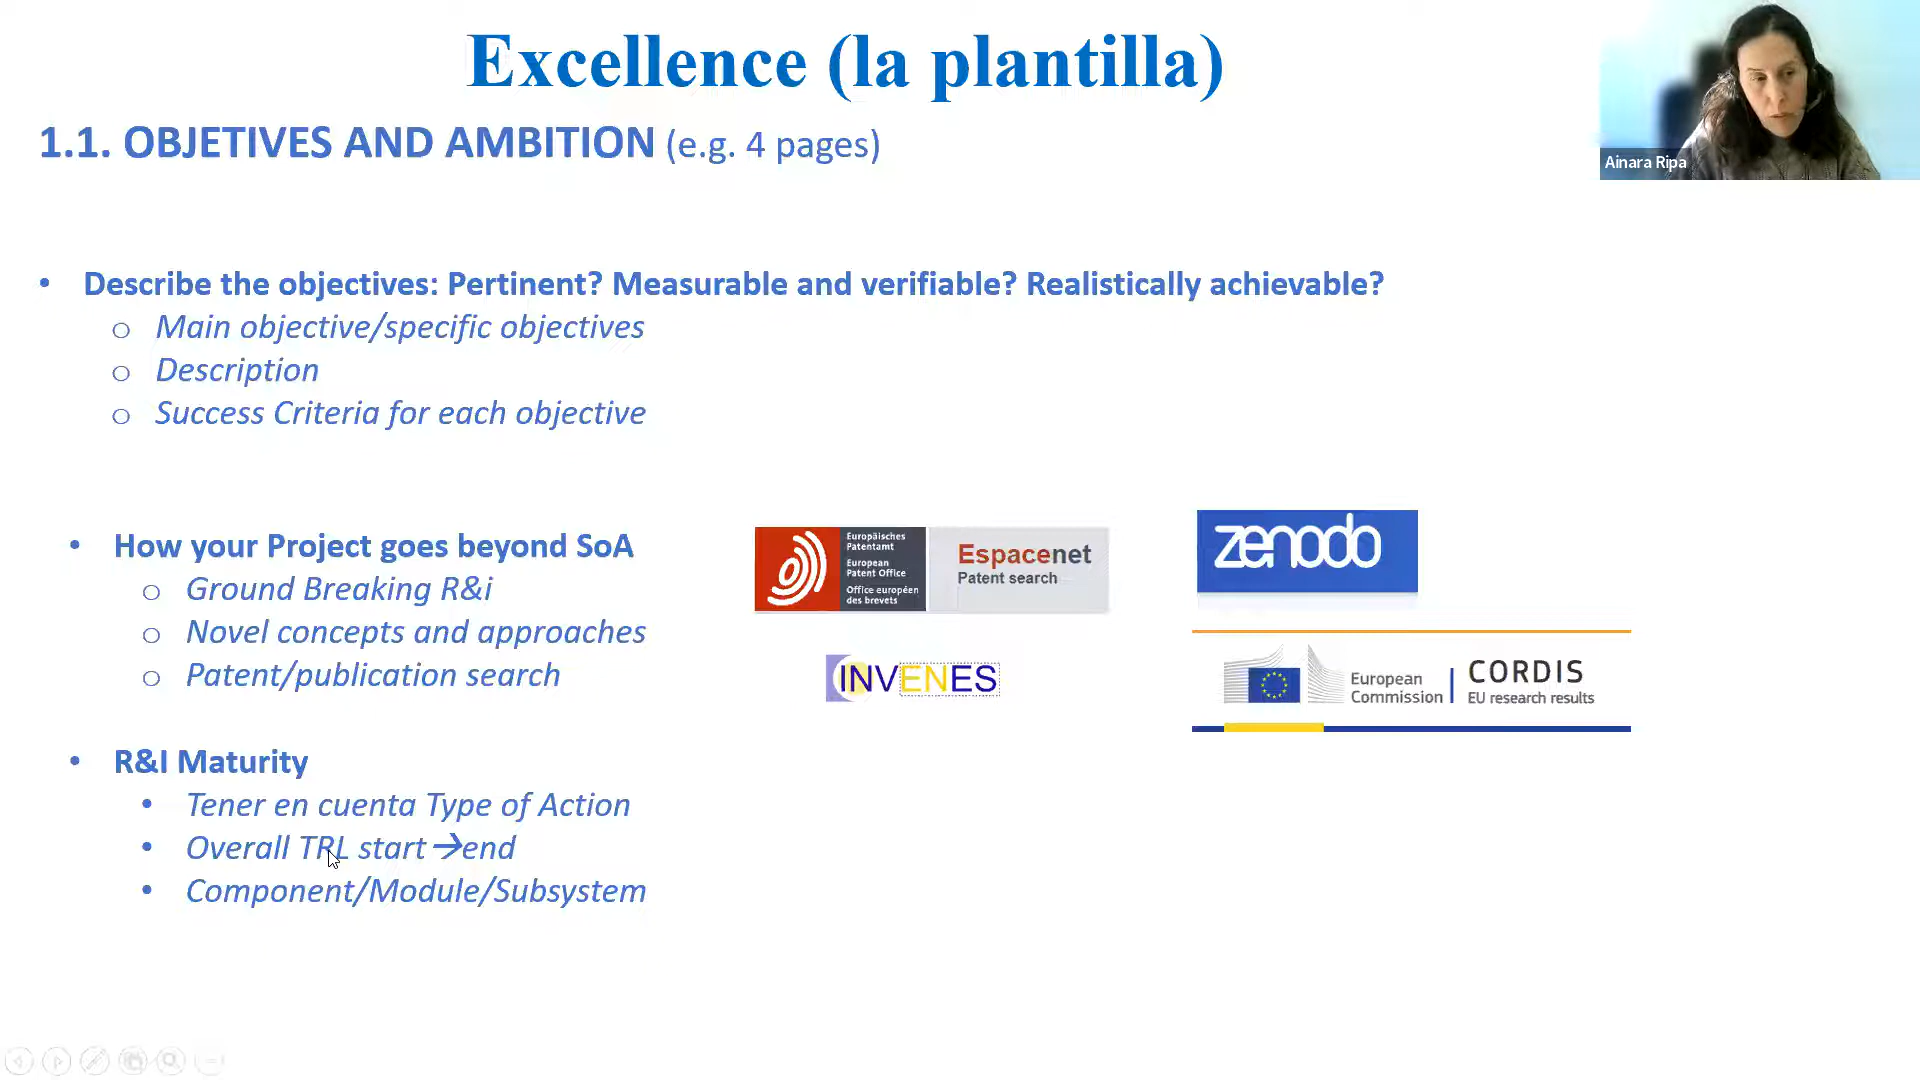 Excellence (la plantilla)
1.1. OBJETIVES AND AMBITION (e.g. 4 pages)
Ainara Ripa
• Describe the objectives: Pertinent? Measurable and verifiable? Realistically achievable?
o Main objective/specific objectives
o Description
o Success Criteria for each objective
• How your Project goes beyond SoA
o Ground Breaking R&i
o Novel concepts and approaches
o Patent/publication search
Europäisches
Patentamt
European
Patent Office
Office européen
des brevets
Espacenet
Patent search
zenodo
INVENES
European
Commission
CORDIS
EU research results
• R&I Maturity
• Tener en cuenta Type of Action
• Overall TRL start→end
• Component/Module/Subsystem